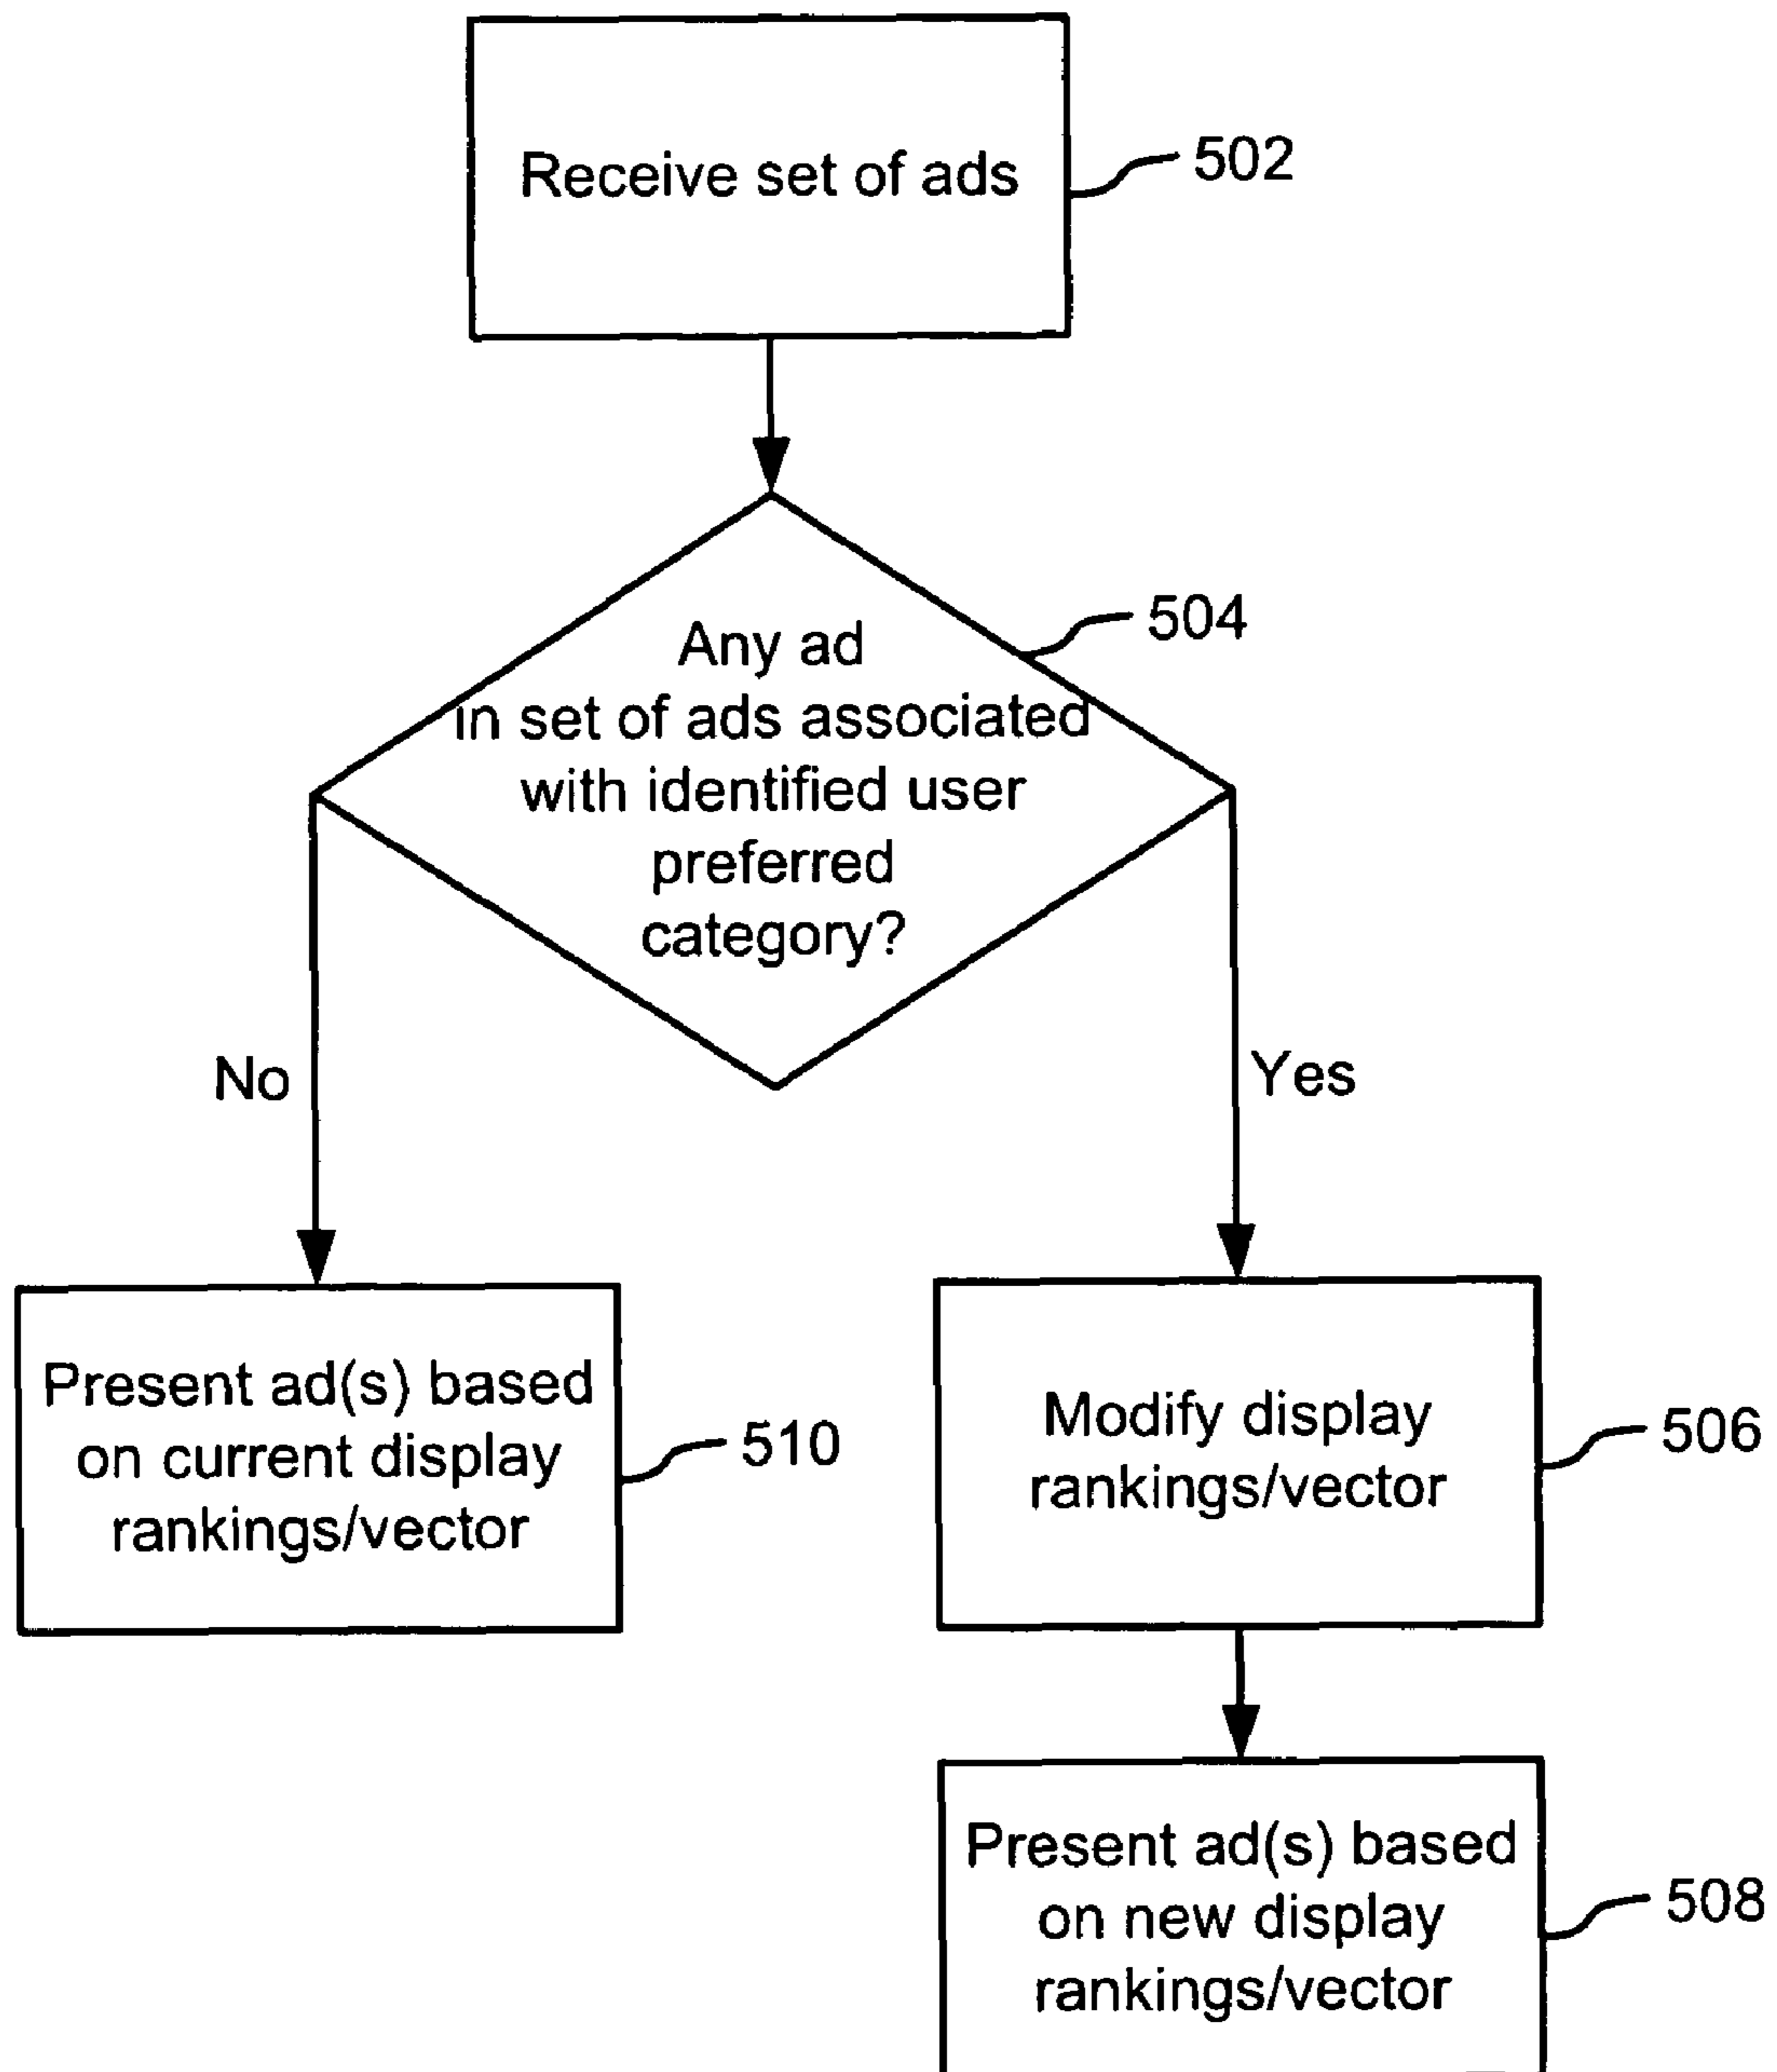 Receive set of ads
502
Any ad
in set of ads associated
with identified user
preferred
category?
504
No
Yes
Present ad(s) based
on current display
rankings/vector
510
Modify display
rankings/vector
506
Present ad(s) based
on new display
rankings/vector
508